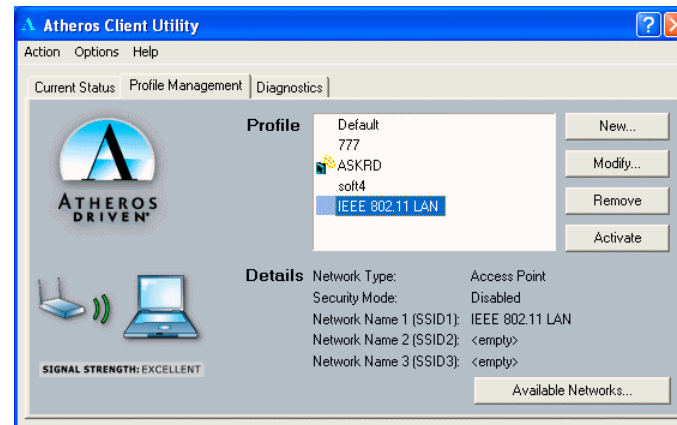 Atheros Client Utility
Action Options Help
Current Status Profile Management Diagnostics
Profile
Default
777
ASKRD
soft4
IEEE 802.11 LAN
New...
Modify...
Remove
Activate
ATHEROS
DRIVEN
Details
Network Type: Access Point
Security Mode: Disabled
Network Name 1 (SSID1): IEEE 802.11 LAN
Network Name 2 (SSID2): <empty>
Network Name 3 (SSID3): <empty>
SIGNAL STRENGTH: EXCELLENT
Available Networks...